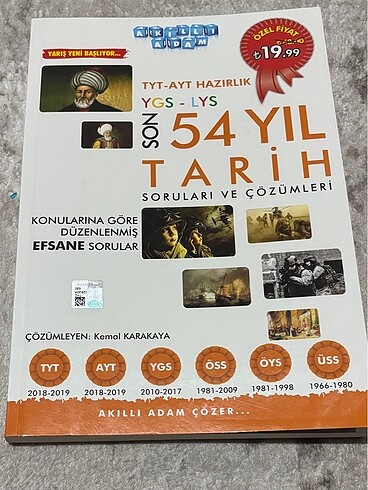 AKILLI
ADAM
YARIŞ YENİ BAŞLIYOR...
ÖZEL FİYAT
₺19.99
TYT-AYT HAZIRLIK
YGS - LYS
SON 54 YIL
TARİH
SORULARI VE ÇÖZÜMLERİ
KONULARINA GÖRE
DÜZENLENMİŞ
EFSANE SORULAR
ÇÖZÜMLEYEN: Kemal KARAKAYA
TYT AYT YGS ÖSS ÖYS ÜSS
2018-2019 2018-2019 2010-2017 1981-2009 1981-1998 1966-1980
AKILLI ADAM ÇÖZER...